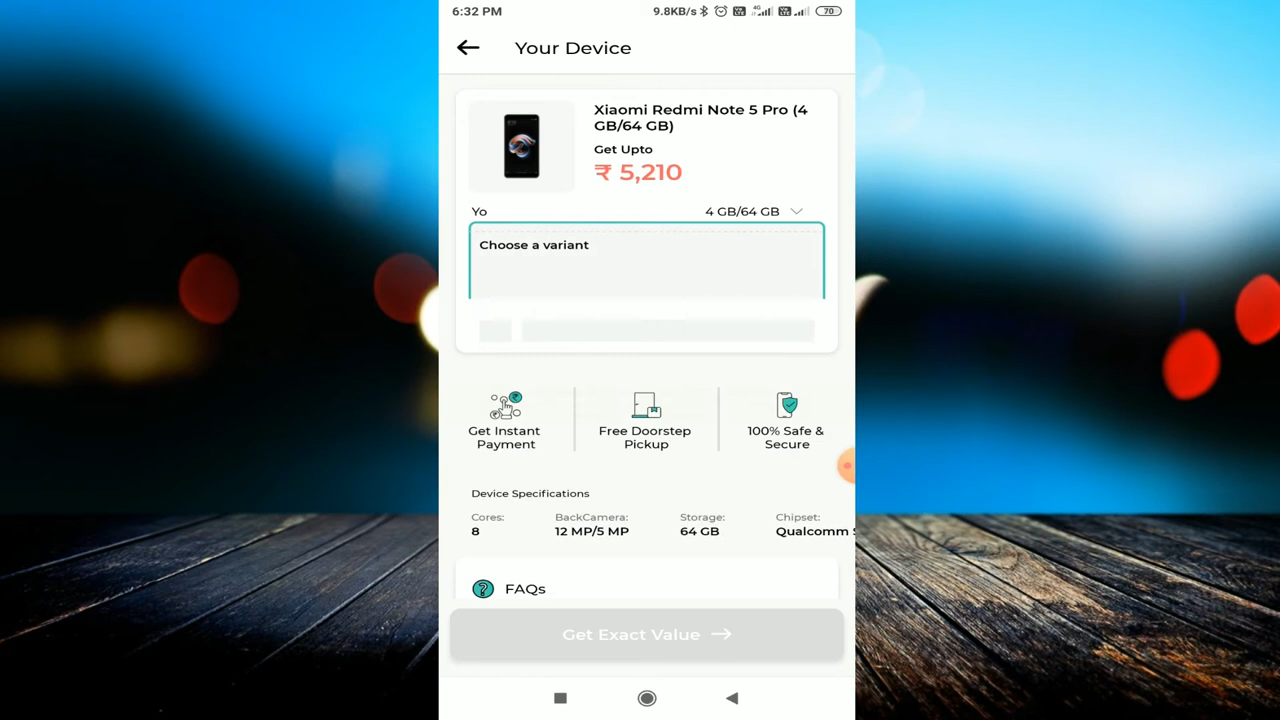 6:32 PM 9.8KB/s 4G 70
Your Device
Xiaomi Redmi Note 5 Pro (4
GB/64 GB)
Get Upto
₹ 5,210
Yo 4 GB/64 GB
Choose a variant
Get Instant
Payment
Free Doorstep
Pickup
100% Safe &
Secure
Device Specifications
Cores: BackCamera: Storage: Chipset:
8 12 MP/5 MP 64 GB Qualcomm S
FAQs
Get Exact Value